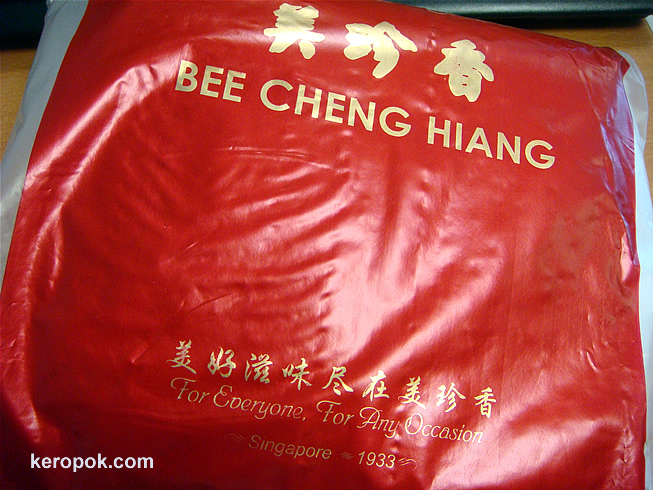 美珍香
BEE CHENG HIANG
美好滋味尽在美珍香
For Everyone, For Any Occasion
Singapore 1933
keropok.com